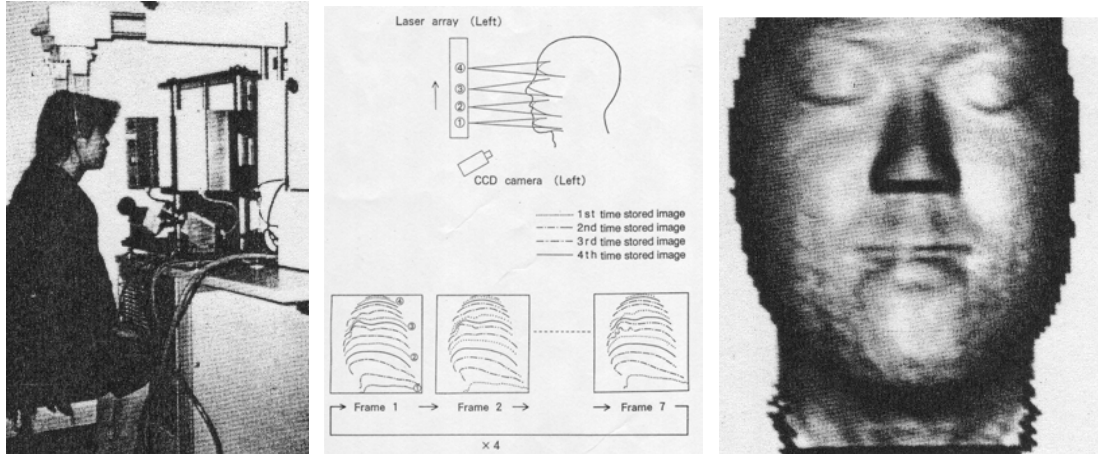 Laser array (Left)
④
③
②
①
CCD camera (Left)
1st time stored image
2nd time stored image
3rd time stored image
4th time stored image
④
③
②
①
Frame 1
Frame 2
Frame 7
×4